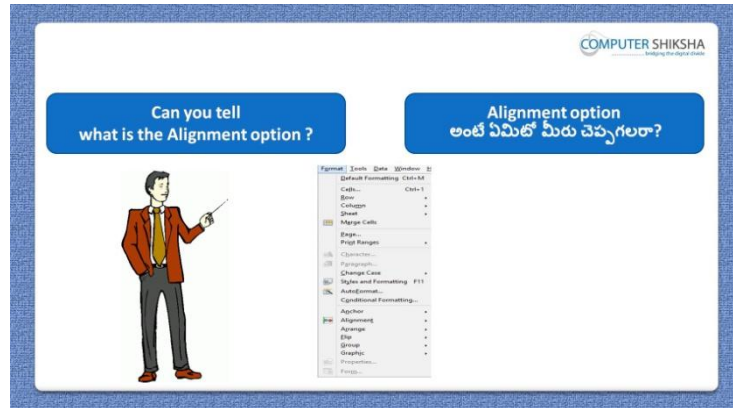 COMPUTER SHIKSHA
bridging the digital divide
Can you tell
what is the Alignment option ?
Alignment option
అంటే ఏమిటో మీరు చెప్పగలరా?
Format Tools Data Window
Default Formatting Ctrl+M
Cells... Ctrl+1
Row
Column
Sheet
Merge Cells
Page...
Print Ranges
Character...
Paragraph...
Change Case
Styles and Formatting F11
AutoFormat...
Conditional Formatting...
Anchor
Alignment
Arrange
Flip
Group
Graphic
Properties...
Form...